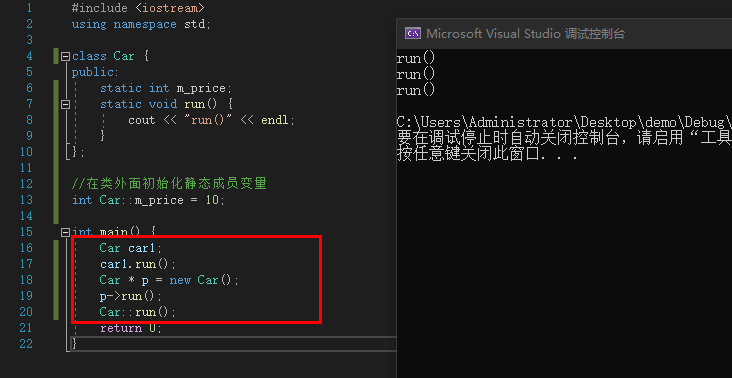 1 #include <iostream>
2 using namespace std;
3
4 class Car {
5 public:
6 static int m_price;
7 static void run() {
8 cout << "run()" << endl;
9 }
10 };
11
12 //在类外面初始化静态成员变量
13 int Car::m_price = 10;
14
15 int main() {
16 Car car1;
17 car1.run();
18 Car * p = new Car();
19 p->run();
20 Car::run();
21 return 0;
22 }
Microsoft Visual Studio 调试控制台
run()
run()
run()
C:\Users\Administrator\Desktop\demo\Debug\
要在调试停止时自动关闭控制台，请启用“工具
按任意键关闭此窗口. . .